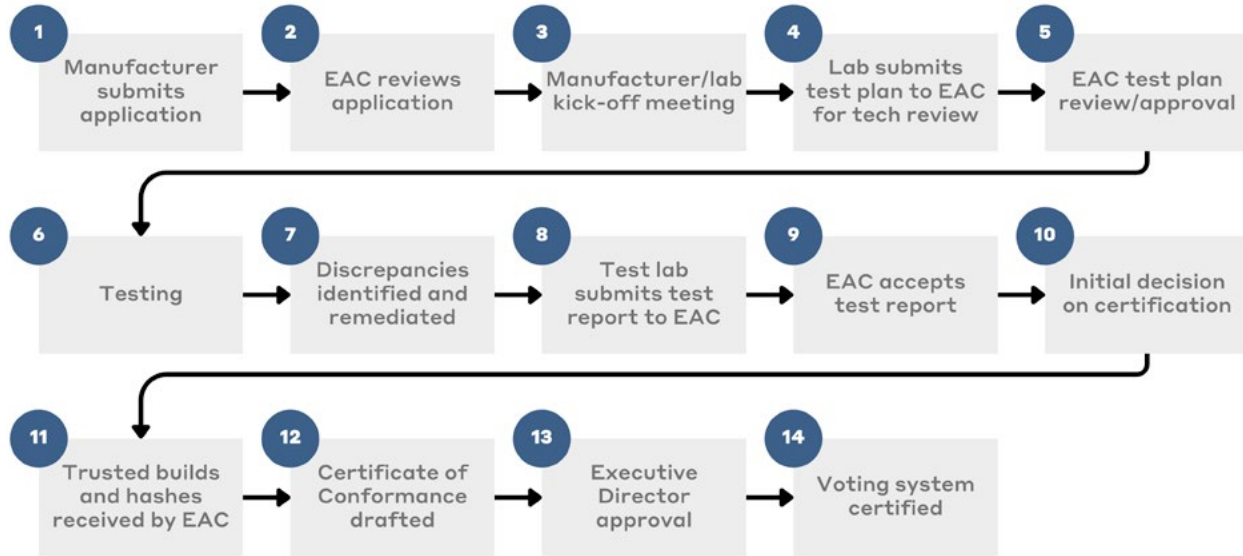 1
Manufacturer
submits
application
2
EAC reviews
application
3
Manufacturer/lab
kick-off meeting
4
Lab submits
test plan to EAC
for tech review
5
EAC test plan
review/approval
6
Testing
7
Discrepancies
identified and
remediated
8
Test lab
submits test
report to EAC
9
EAC accepts
test report
10
Initial decision
on certification
11
Trusted builds
and hashes
received by EAC
12
Certificate of
Conformance
drafted
13
Executive
Director
approval
14
Voting system
certified